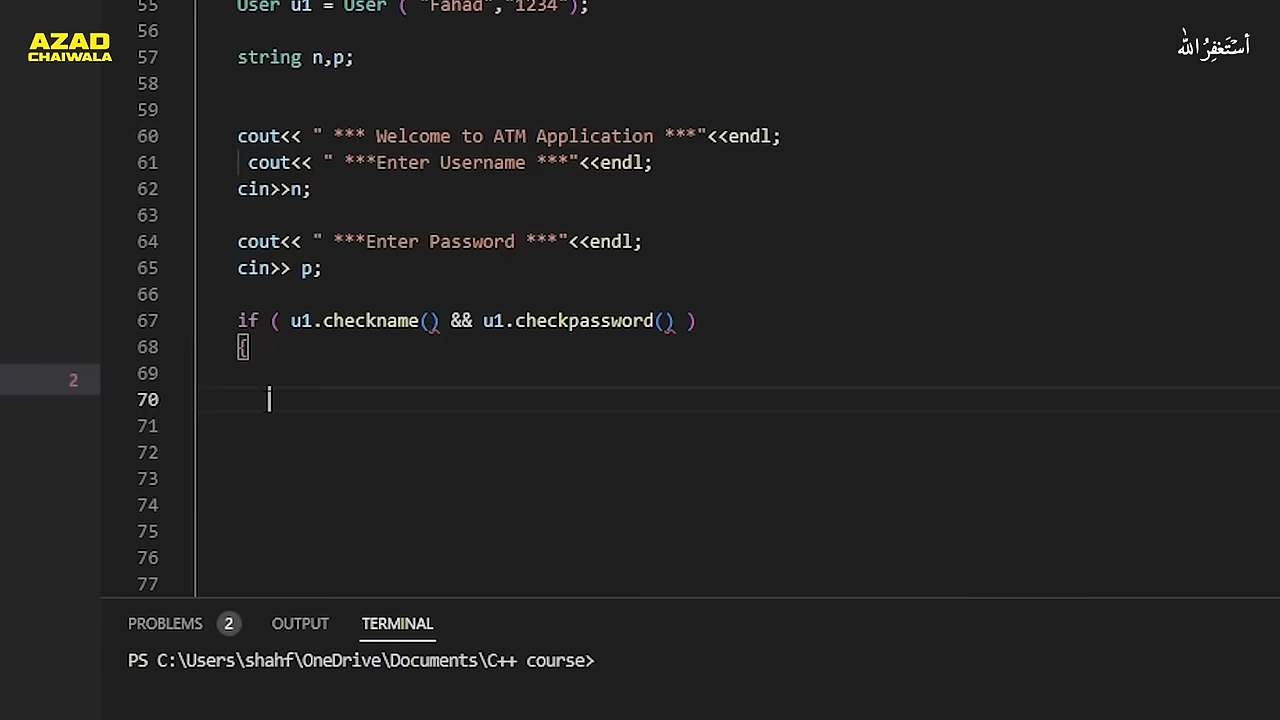 AZAD
CHAIWALA
أستغفر الله
55 User u1 = User ( "Fahad","1234");
56
57 string n,p;
58
59
60 cout<< " *** Welcome to ATM Application ***"<<endl;
61 cout<< " ***Enter Username ***"<<endl;
62 cin>>n;
63
64 cout<< " ***Enter Password ***"<<endl;
65 cin>> p;
66
67 if ( u1.checkname() && u1.checkpassword() )
68 {
69
2
70
71
72
73
74
75
76
77
PROBLEMS 2 OUTPUT TERMINAL
PS C:\Users\shahf\OneDrive\Documents\C++ course>